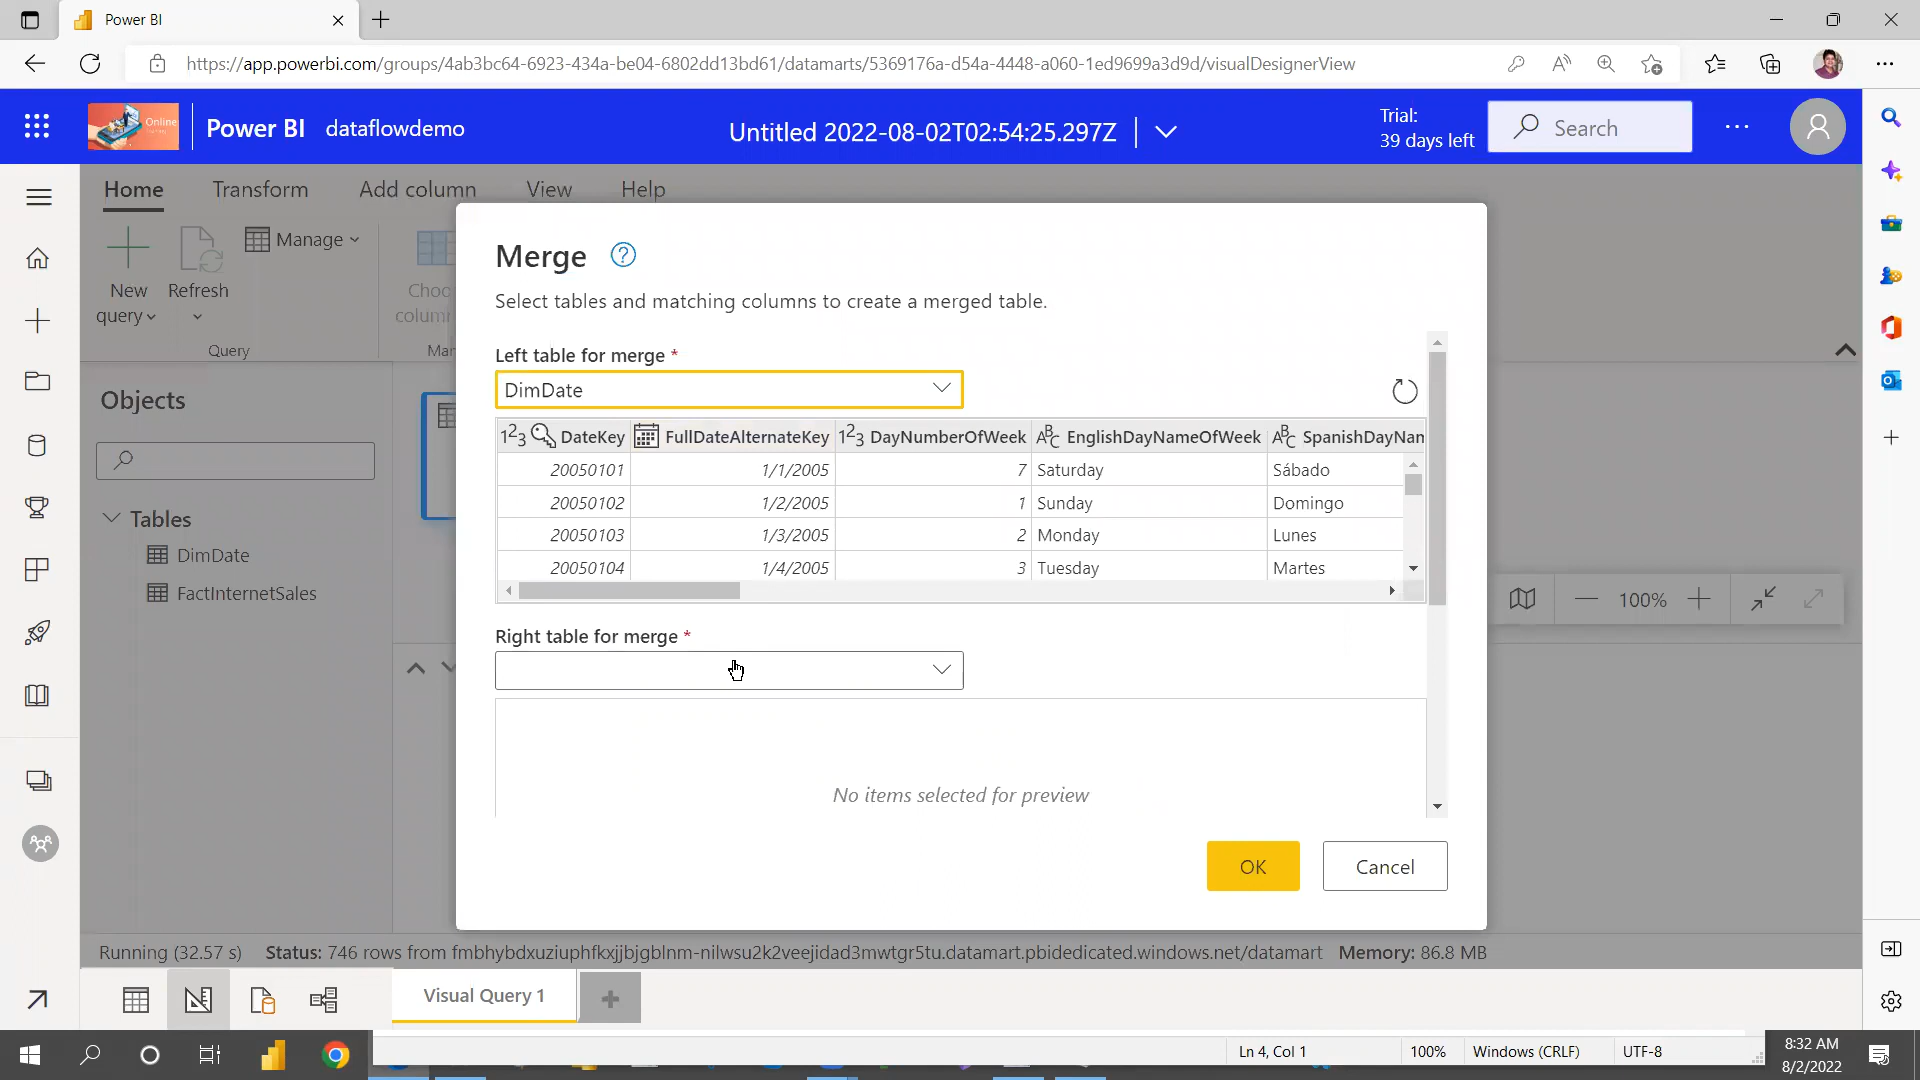 Power BI
https://app.powerbi.com/groups/4ab3bc64-6923-434a-be04-6802dd13bd61/datamarts/5369176a-d54a-4448-a060-1ed9699a3d9d/visualDesignerView
Online
Power BI dataflowdemo
Untitled 2022-08-02T02:54:25.297Z
Trial:
39 days left
Search
Home Transform Add column View Help
New
query
Refresh
Manage
Choo
colum
Query
Man
Objects
Tables
DimDate
FactInternetSales
Merge
Select tables and matching columns to create a merged table.
Left table for merge *
DimDate
DateKey FullDateAlternateKey DayNumberOfWeek EnglishDayNameOfWeek SpanishDayNam
20050101 1/1/2005 7 Saturday Sábado
20050102 1/2/2005 1 Sunday Domingo
20050103 1/3/2005 2 Monday Lunes
20050104 1/4/2005 3 Tuesday Martes
Right table for merge *
No items selected for preview
OK Cancel
100%
Running (32.57 s) Status: 746 rows from fmbhybdxuziuphfkxjjbjgblnm-nilwsu2k2veejidad3mwtgr5tu.datamart.pbidedicated.windows.net/datamart Memory: 86.8 MB
Visual Query 1
Ln 4, Col 1 100% Windows (CRLF) UTF-8
8:32 AM
8/2/2022